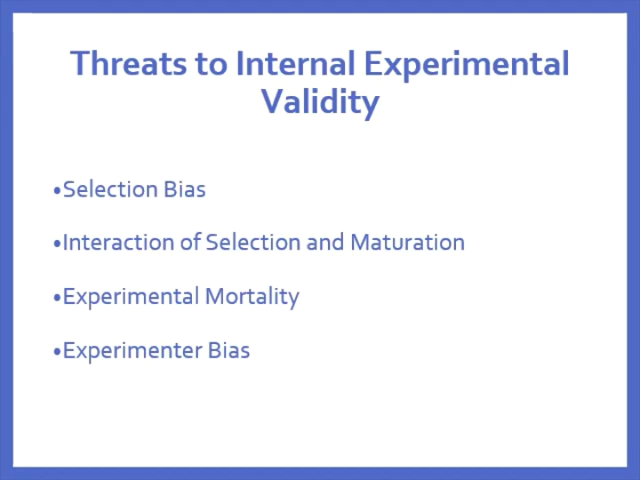 Threats to Internal Experimental
Validity
•Selection Bias
•Interaction of Selection and Maturation
•Experimental Mortality
•Experimenter Bias